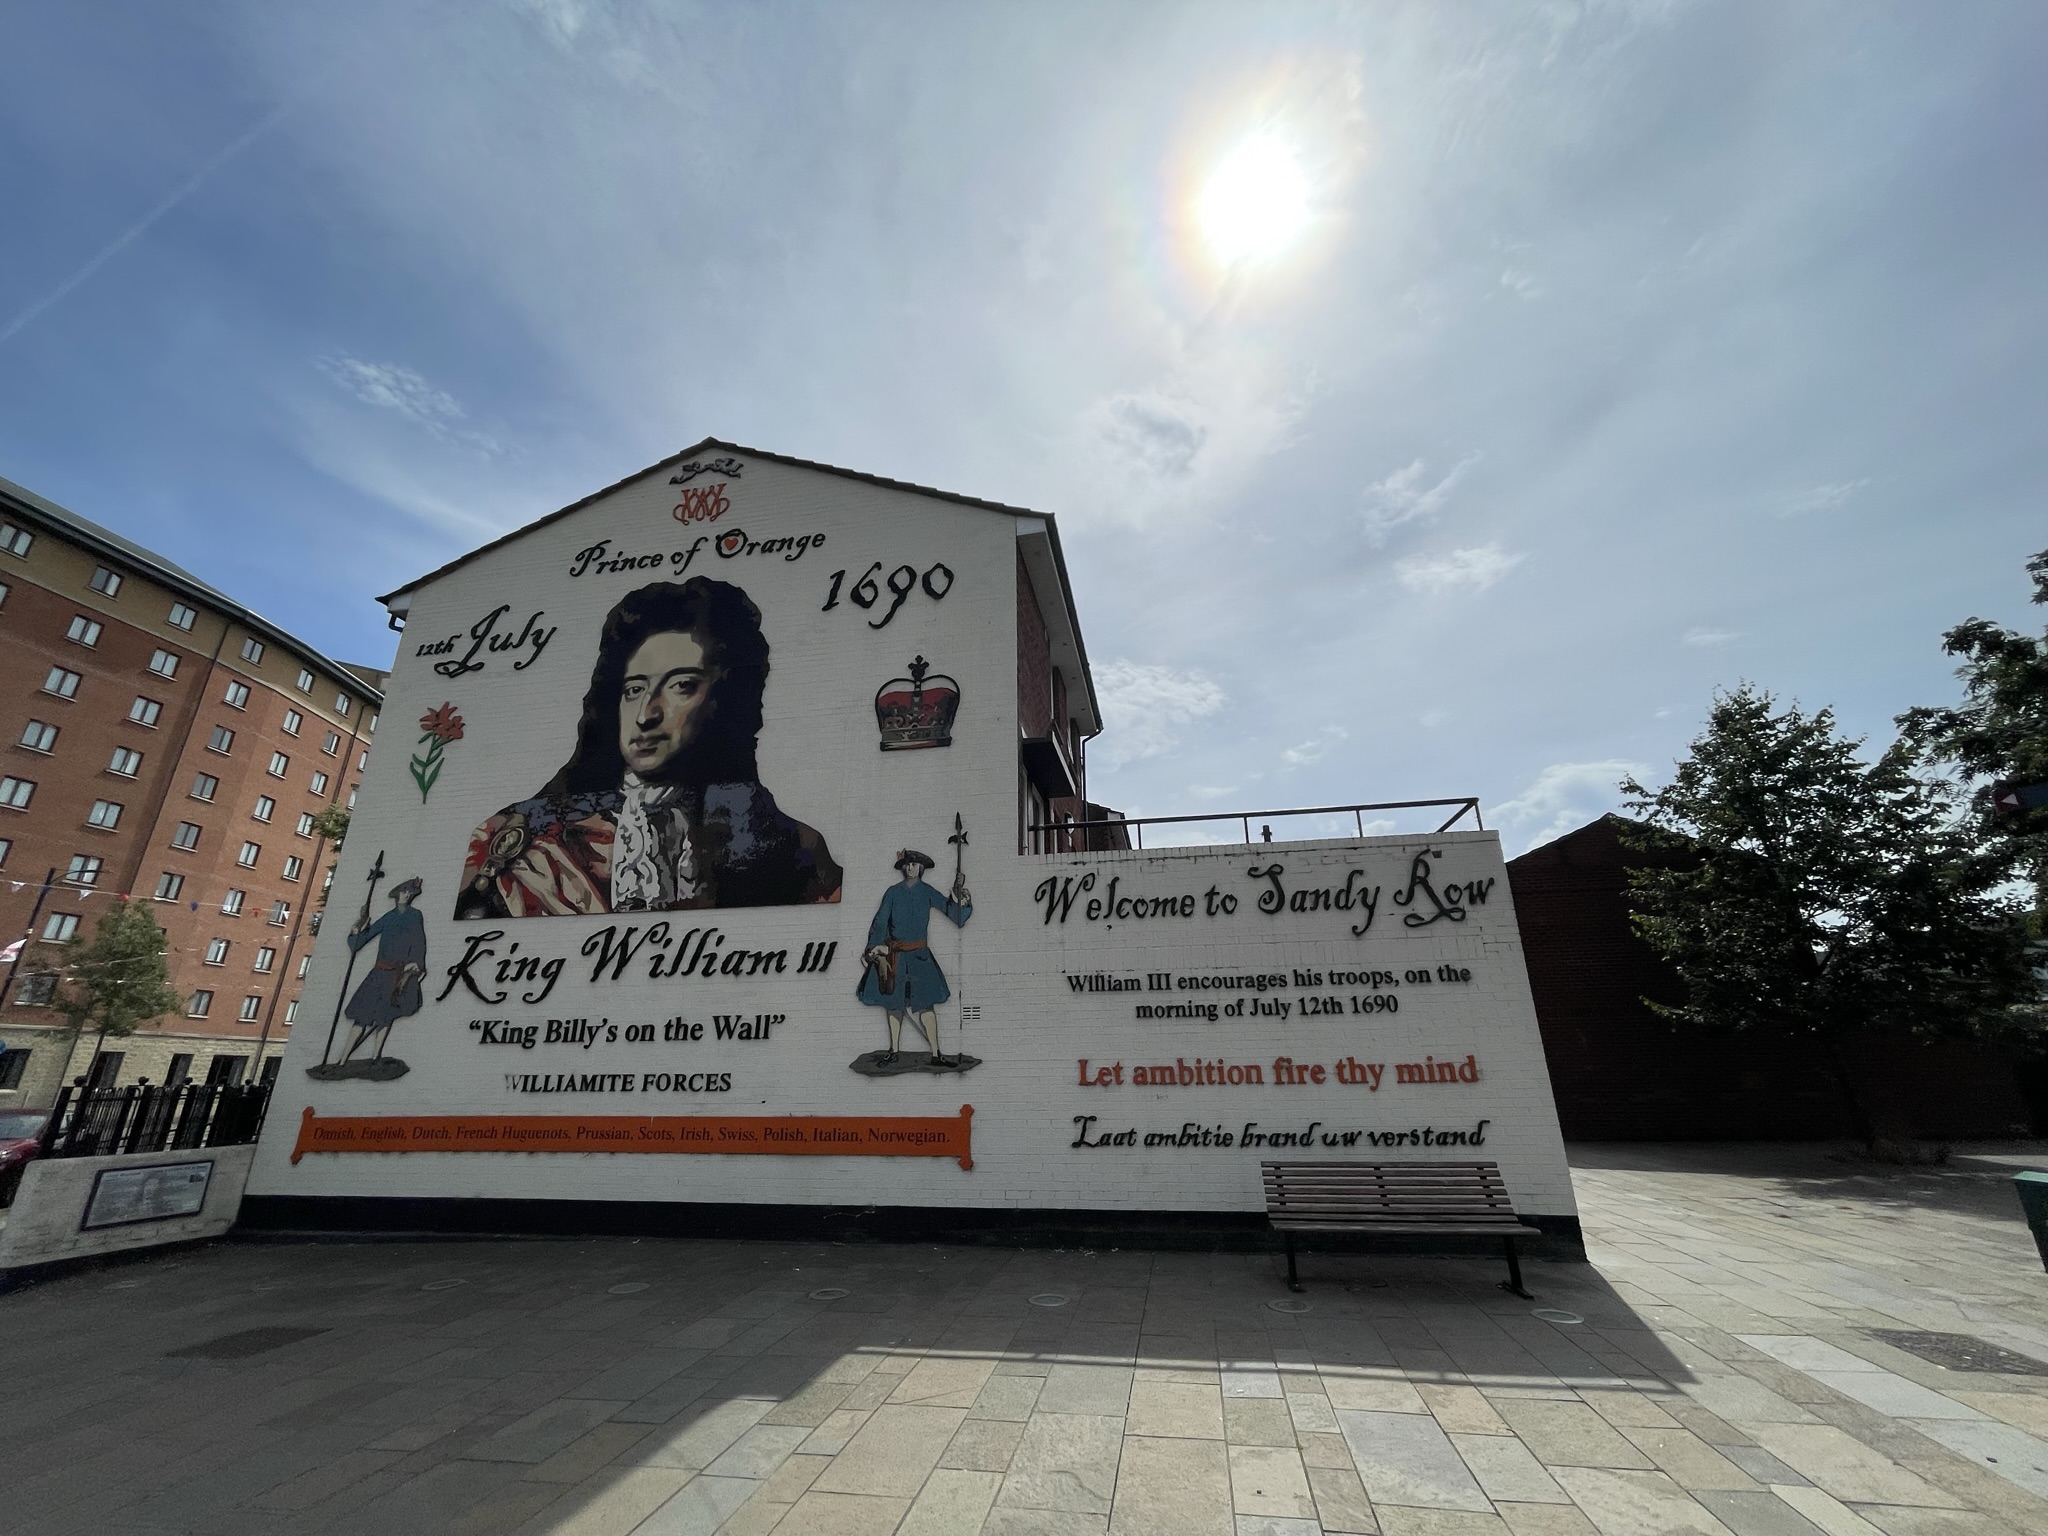 Prince of Orange
12th July
1690
King William III
"King Billy's on the Wall"
WILLIAMITE FORCES
Danish, English, Dutch, French Huguenots, Prussian, Scots, Irish, Swiss, Polish, Italian, Norwegian.
Welcome to Sandy Row
William III encourages his troops, on the
morning of July 12th 1690
Let ambition fire thy mind
Laat ambitie brand uw verstand